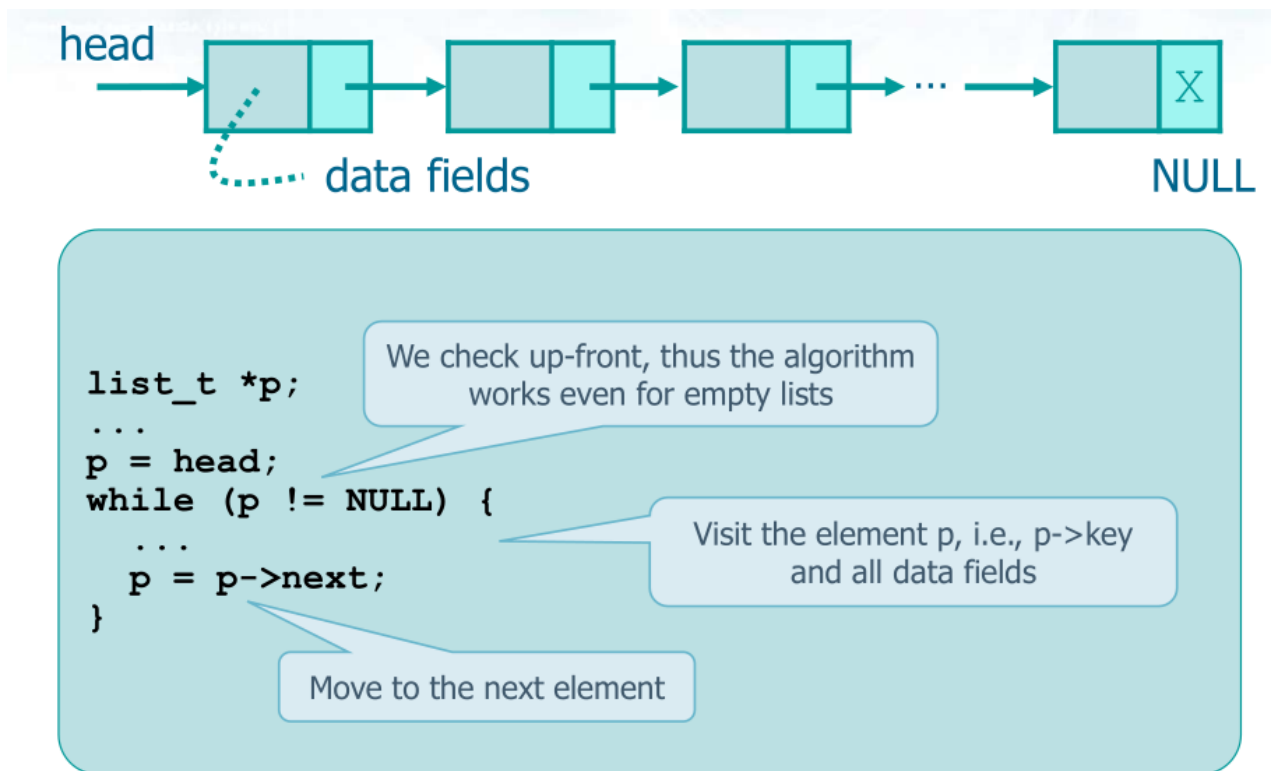 head
...
X
data fields
NULL
We check up-front, thus the algorithm
works even for empty lists
list_t *p;
...
p = head;
while (p != NULL) {
...
Visit the element p, i.e., p->key
and all data fields
p = p->next;
}
Move to the next element